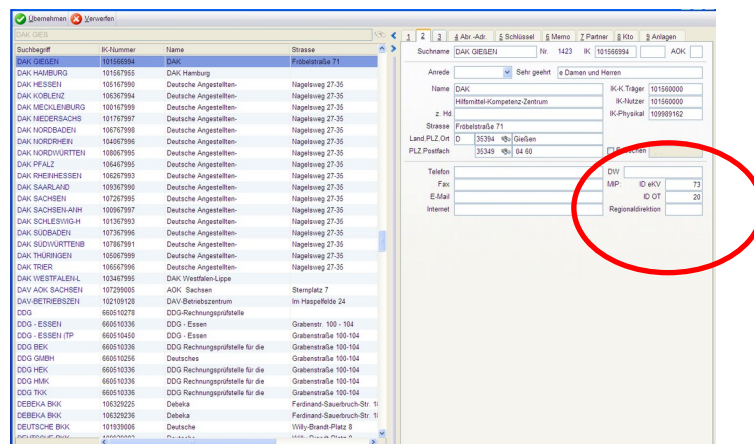 Übernehmen Verwerfen
DAK GIEß
Suchbegriff IK-Nummer Name Strasse
DAK GIEßEN 101566994 DAK Fröbelstraße 71
DAK HAMBURG 101567955 DAK Hamburg
DAK HESSEN 105167990 Deutsche Angestellten- Nagelsweg 27-35
DAK KOBLENZ 106367994 Deutsche Angestellten- Nagelsweg 27-35
DAK MECKLENBURG 100167999 Deutsche Angestellten- Nagelsweg 27-35
DAK NIEDERSACHS 101767997 Deutsche Angestellten- Nagelsweg 27-35
DAK NORDBADEN 106767998 Deutsche Angestellten- Nagelsweg 27-35
DAK NORDRHEIN 104067996 Deutsche Angestellten- Nagelsweg 27-35
DAK NORDWÜRTTEN 108067995 Deutsche Angestellten- Nagelsweg 27-35
DAK PFALZ 106467995 Deutsche Angestellten- Nagelsweg 27-35
DAK RHEINHESSEN 106267993 Deutsche Angestellten- Nagelsweg 27-35
DAK SAARLAND 109367990 Deutsche Angestellten- Nagelsweg 27-35
DAK SACHSEN 107267995 Deutsche Angestellten- Nagelsweg 27-35
DAK SACHSEN-ANH 100967997 Deutsche Angestellten- Nagelsweg 27-35
DAK SCHLESWIG-H 101367993 Deutsche Angestellten- Nagelsweg 27-35
DAK SÜDBADEN 107367996 Deutsche Angestellten- Nagelsweg 27-35
DAK SÜDWÜRTTENB 107867991 Deutsche Angestellten- Nagelsweg 27-35
DAK THÜRINGEN 105067999 Deutsche Angestellten- Nagelsweg 27-35
DAK TRIER 106567996 Deutsche Angestellten- Nagelsweg 27-35
DAK WESTFALEN-L 103467995 DAK Westfalen-Lippe
DAV AOK SACHSEN 107299005 AOK Sachsen Sternplatz 7
DAV-BETRIEBSZEN 102109128 DAV-Betriebszentrum Im Haspelfelde 24
DDG 660510278 DDG-Rechnungsprüfstelle
DDG - ESSEN 660510336 DDG - Essen Grabenstr. 100 - 104
DDG - ESSEN (TP 660510450 DDG - Essen Grabenstraße 100-104
DDG BEK 660510336 DDG Rechnungsprüfstelle für die Grabenstraße 100-104
DDG GMBH 660510256 Deutsches Grabenstraße 100-104
DDG HEK 660510336 DDG Rechnungsprüfstelle für die Grabenstraße 100-104
DDG HMK 660510336 DDG Rechnungsprüfstelle für die Grabenstraße 100-104
DDG TKK 660510336 DDG Rechnungsprüfstelle für die Grabenstraße 100-104
DEBEKA BKK 106329225 Debeka Ferdinand-Sauerbruch-Str. 18
DEBEKA BKK 106329236 Debeka Ferdinand-Sauerbruch-Str.
DEUTSCHE BKK 101939006 Deutsche Willy-Brandt-Platz 8
1 2 3 4 Abr.-Adr. 5 Schlüssel 6 Memo 7 Partner 8 Kto 9 Anlagen
Suchname DAK GIEßEN Nr. 1423 IK 101566994 AOK
Anrede Sehr geehrt e Damen und Herren
Name DAK IK-K.Träger 101560000
Hilfsmittel-Kompetenz-Zentrum IK-Nutzer 101560000
z. Hd. IK-Physikal 109989162
Strasse Fröbelstraße 71
Land.PLZ.Ort D 35394 Gießen
PLZ.Postfach 35349 04 60
Telefon DW
Fax MIP: ID eKV 73
E-Mail ID OT 20
Internet Regionaldirektion